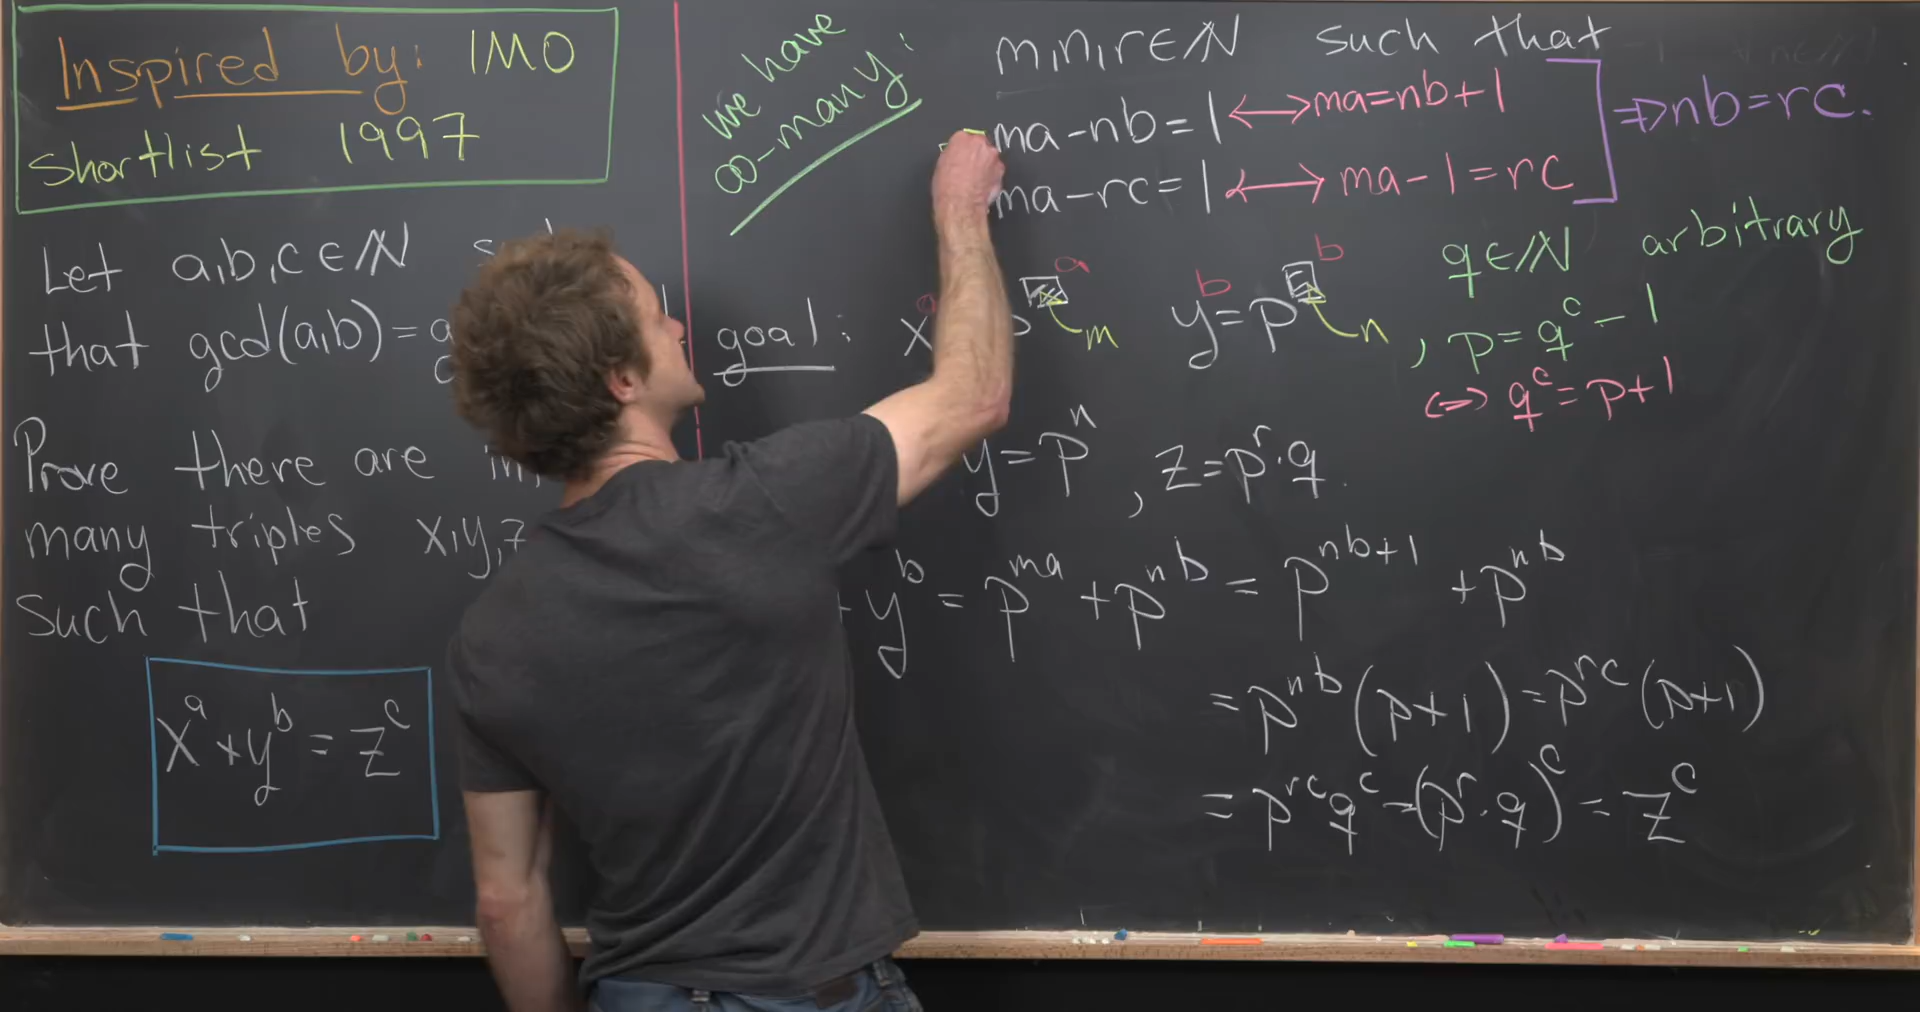 Inspired by: IMO
Shortlist 1997
Let a,b,c∈ℕ
that gcd(a,b)=
Prove there are
many triples x,y,z
such that
x^a+y^b=z^c
we have
∞-many:
m,n,r∈ℕ such that
ma-nb=1 ⟷ ma=nb+1
ma-rc=1 ⟷ ma-1=rc
⇒ nb=rc.
q∈ℕ arbitrary
goal: x^a y^b=p^b , p=q^c-1
m n
⟺ q^c=p+1
y=p^n , z=p^r·q.
+y^b=p^{ma}+p^{nb}=p^{nb+1}+p^{nb}
=p^{nb}(p+1)=p^{rc}(p+1)
=p^{rc}q^c=(p^r·q)^c=z^c